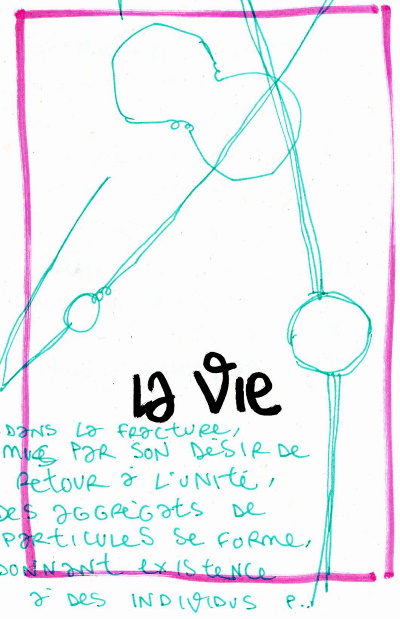 la vie
DANS la fracture,
mue PAR SON DÉSIR DE
Retour à L'UNITÉ,
DES aggrégats DE
particules se forme,
DONNANT existence
à DES INDIVIDUS P..